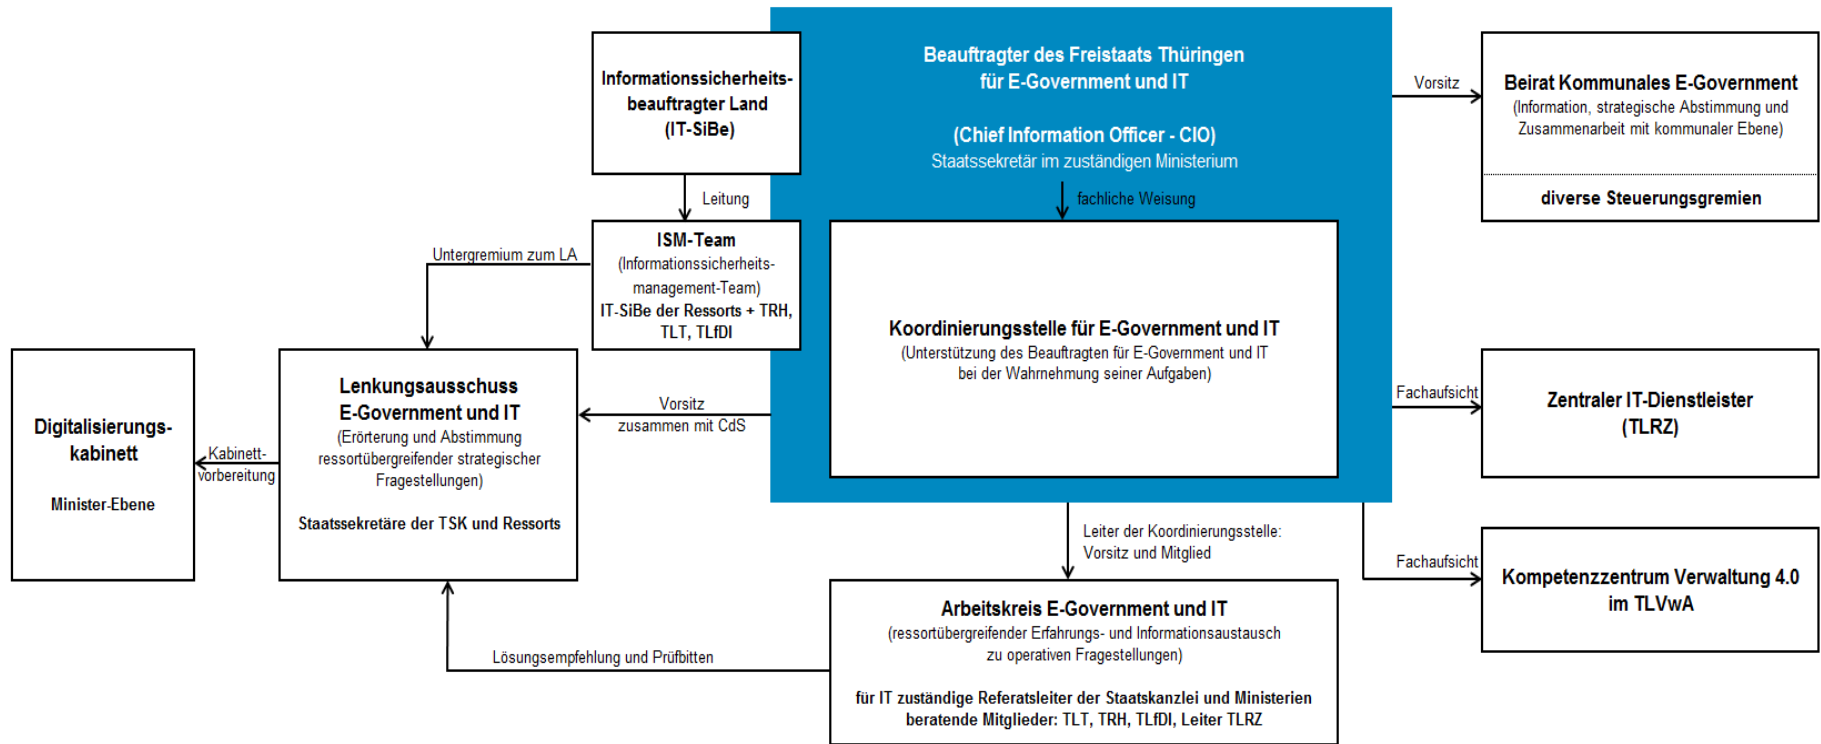 Informationssicherheits-
beauftragter Land
(IT-SiBe)
Leitung
ISM-Team
(Informationssicherheits-
management-Team)
IT-SiBe der Ressorts + TRH,
TLT, TLfDI
Untergremium zum LA
Beauftragter des Freistaats Thüringen
für E-Government und IT
(Chief Information Officer - CIO)
Staatssekretär im zuständigen Ministerium
fachliche Weisung
Koordinierungsstelle für E-Government und IT
(Unterstützung des Beauftragten für E-Government und IT
bei der Wahrnehmung seiner Aufgaben)
Vorsitz
Beirat Kommunales E-Government
(Information, strategische Abstimmung und
Zusammenarbeit mit kommunaler Ebene)
diverse Steuerungsgremien
Digitalisierungs-
kabinett
Minister-Ebene
Kabinett-
vorbereitung
Lenkungsausschuss
E-Government und IT
(Erörterung und Abstimmung
ressortübergreifender strategischer
Fragestellungen)
Staatssekretäre der TSK und Ressorts
Vorsitz
zusammen mit CdS
Fachaufsicht
Zentraler IT-Dienstleister
(TLRZ)
Leiter der Koordinierungsstelle:
Vorsitz und Mitglied
Fachaufsicht
Kompetenzzentrum Verwaltung 4.0
im TLVwA
Lösungsempfehlung und Prüfbitten
Arbeitskreis E-Government und IT
(ressortübergreifender Erfahrungs- und Informationsaustausch
zu operativen Fragestellungen)
für IT zuständige Referatsleiter der Staatskanzlei und Ministerien
beratende Mitglieder: TLT, TRH, TLfDI, Leiter TLRZ